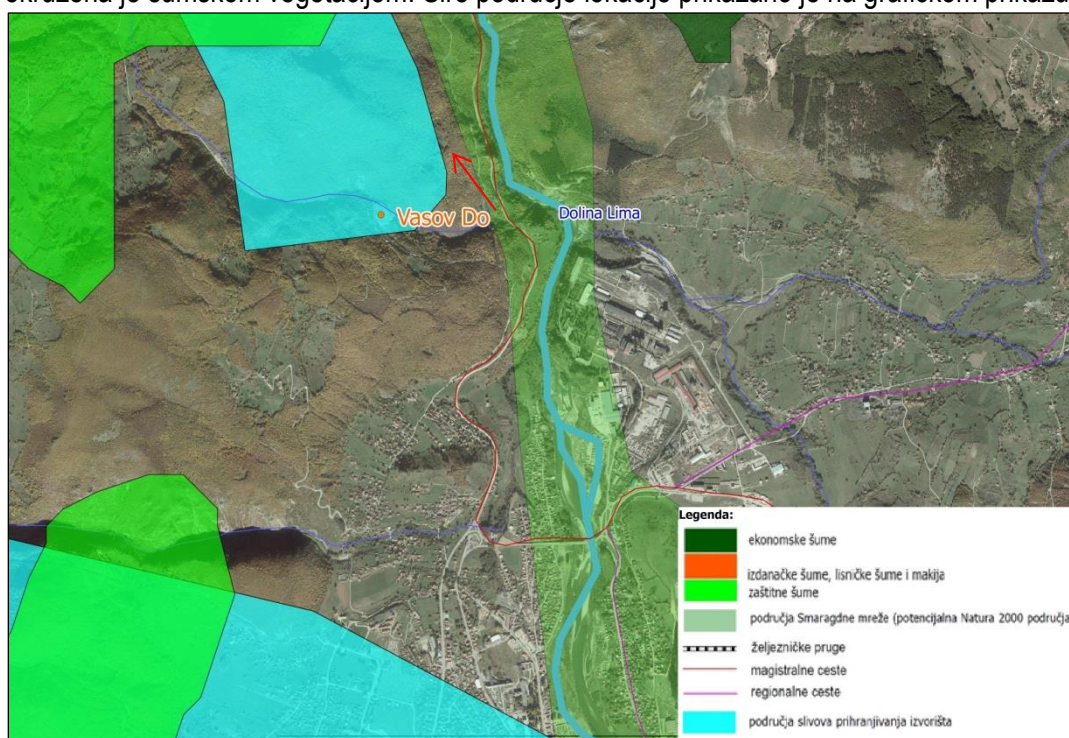 okružena je šumskom vegetacijom. Šire područje lokacije prikazano je na grafičkom prikazu
Vasov Do
Dolina Lima
Legenda:
ekonomske šume
izdanačke šume, lisničke šume i makija
zaštitne šume
područja Smaragdne mreže (potencijalna Natura 2000 područja
željezničke pruge
magistralne ceste
regionalne ceste
područja slivova prihranjivanja izvorišta